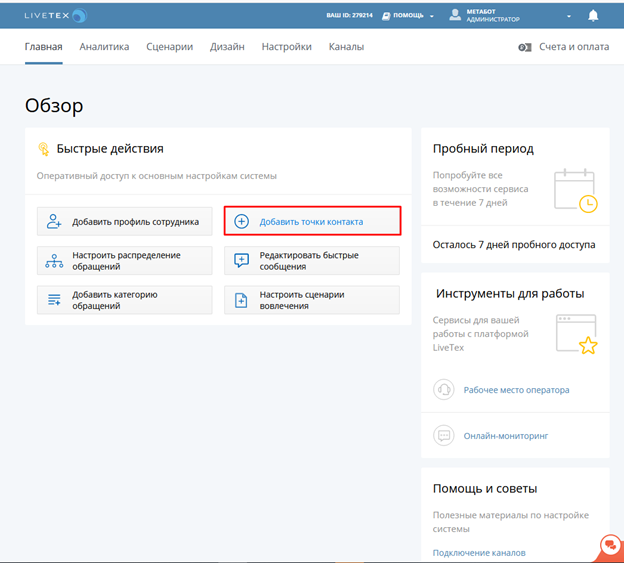 LIVETEX
ВАШ ID: 279214
ПОМОЩЬ
МЕТАБОТ
АДМИНИСТРАТОР
Главная Аналитика Сценарии Дизайн Настройки Каналы
Счета и оплата
Обзор
Быстрые действия
Оперативный доступ к основным настройкам системы
Добавить профиль сотрудника
Добавить точки контакта
Настроить распределение
обращений
Редактировать быстрые
сообщения
Добавить категорию
обращений
Настроить сценарии
вовлечения
Пробный период
Попробуйте все
возможности сервиса
в течение 7 дней
Осталось 7 дней пробного доступа
Инструменты для работы
Сервисы для вашей
работы с платформой
LiveTex
Рабочее место оператора
Онлайн-мониторинг
Помощь и советы
Полезные материалы по настройке
системы
Подключение каналов